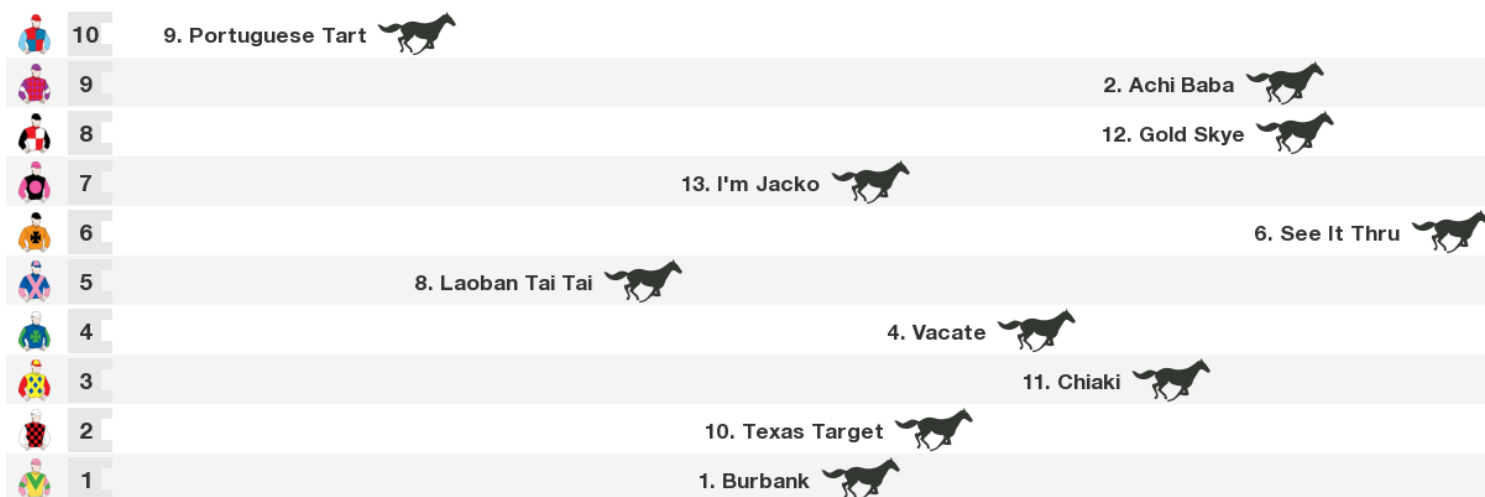 10 9. Portuguese Tart
9 2. Achi Baba
8 12. Gold Skye
7 13. I'm Jacko
6 6. See It Thru
5 8. Laoban Tai Tai
4 4. Vacate
3 11. Chiaki
2 10. Texas Target
1 1. Burbank